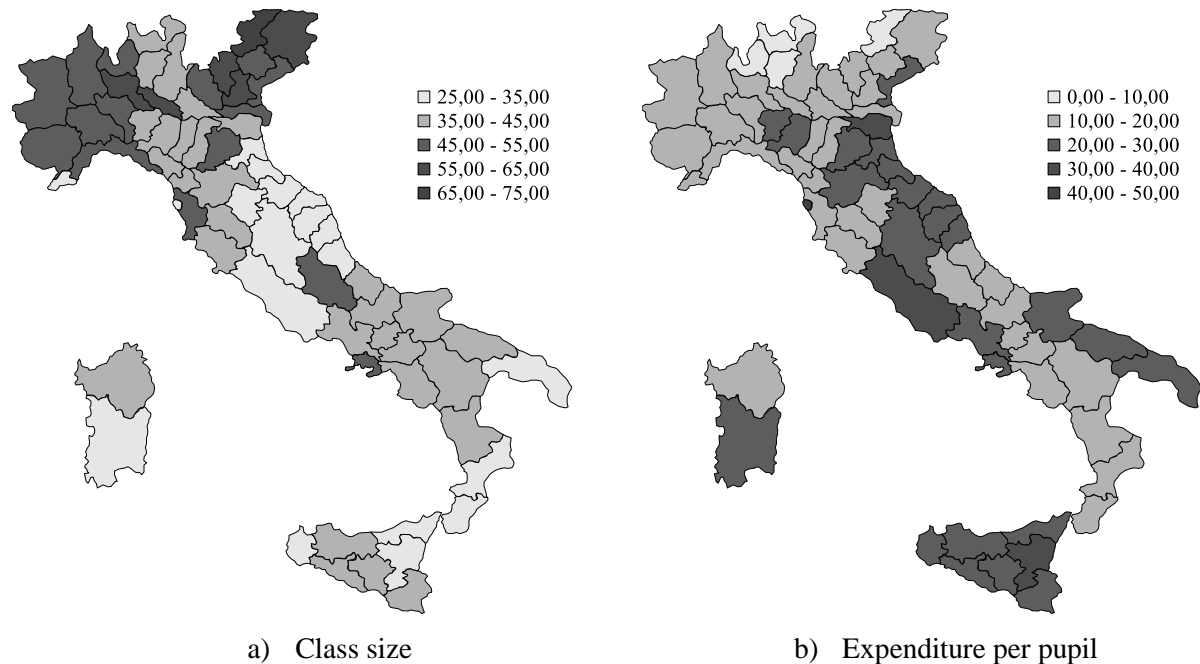 25,00 - 35,00
35,00 - 45,00
45,00 - 55,00
55,00 - 65,00
65,00 - 75,00
0,00 - 10,00
10,00 - 20,00
20,00 - 30,00
30,00 - 40,00
40,00 - 50,00
a) Class size
b) Expenditure per pupil